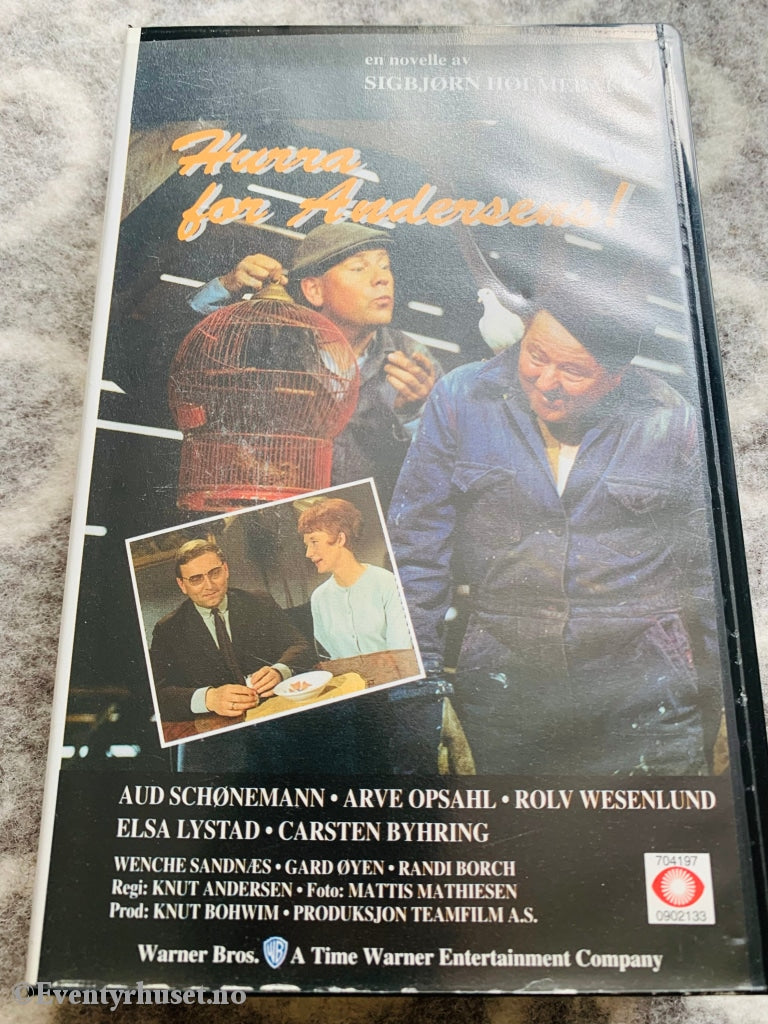 en novelle av
SIGBJØRN HØLMEBAKK
Hurra
for Andersens!
AUD SCHØNEMANN • ARVE OPSAHL • ROLV WESENLUND
ELSA LYSTAD • CARSTEN BYHRING
WENCHE SANDNÆS • GARD ØYEN • RANDI BORCH
Regi: KNUT ANDERSEN • Foto: MATTIS MATHIESEN
Prod: KNUT BOHWIM • PRODUKSJON TEAMFILM A.S.
704197
0902133
Warner Bros. WB A Time Warner Entertainment Company
©Eventyrhuset.no